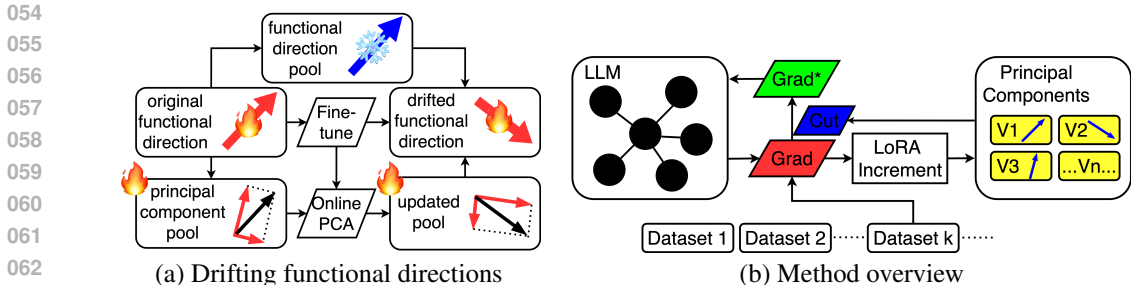 054
055
056
057
058
059
060
061
062
functional
direction
pool
original
functional
direction
Fine-
tune
drifted
functional
direction
principal
component
pool
Online
PCA
updated
pool
(a) Drifting functional directions
LLM
Grad*
Cut
Grad
LoRA
Increment
Principal
Components
V1
V2
V3
...Vn...
Dataset 1
Dataset 2
Dataset k
(b) Method overview